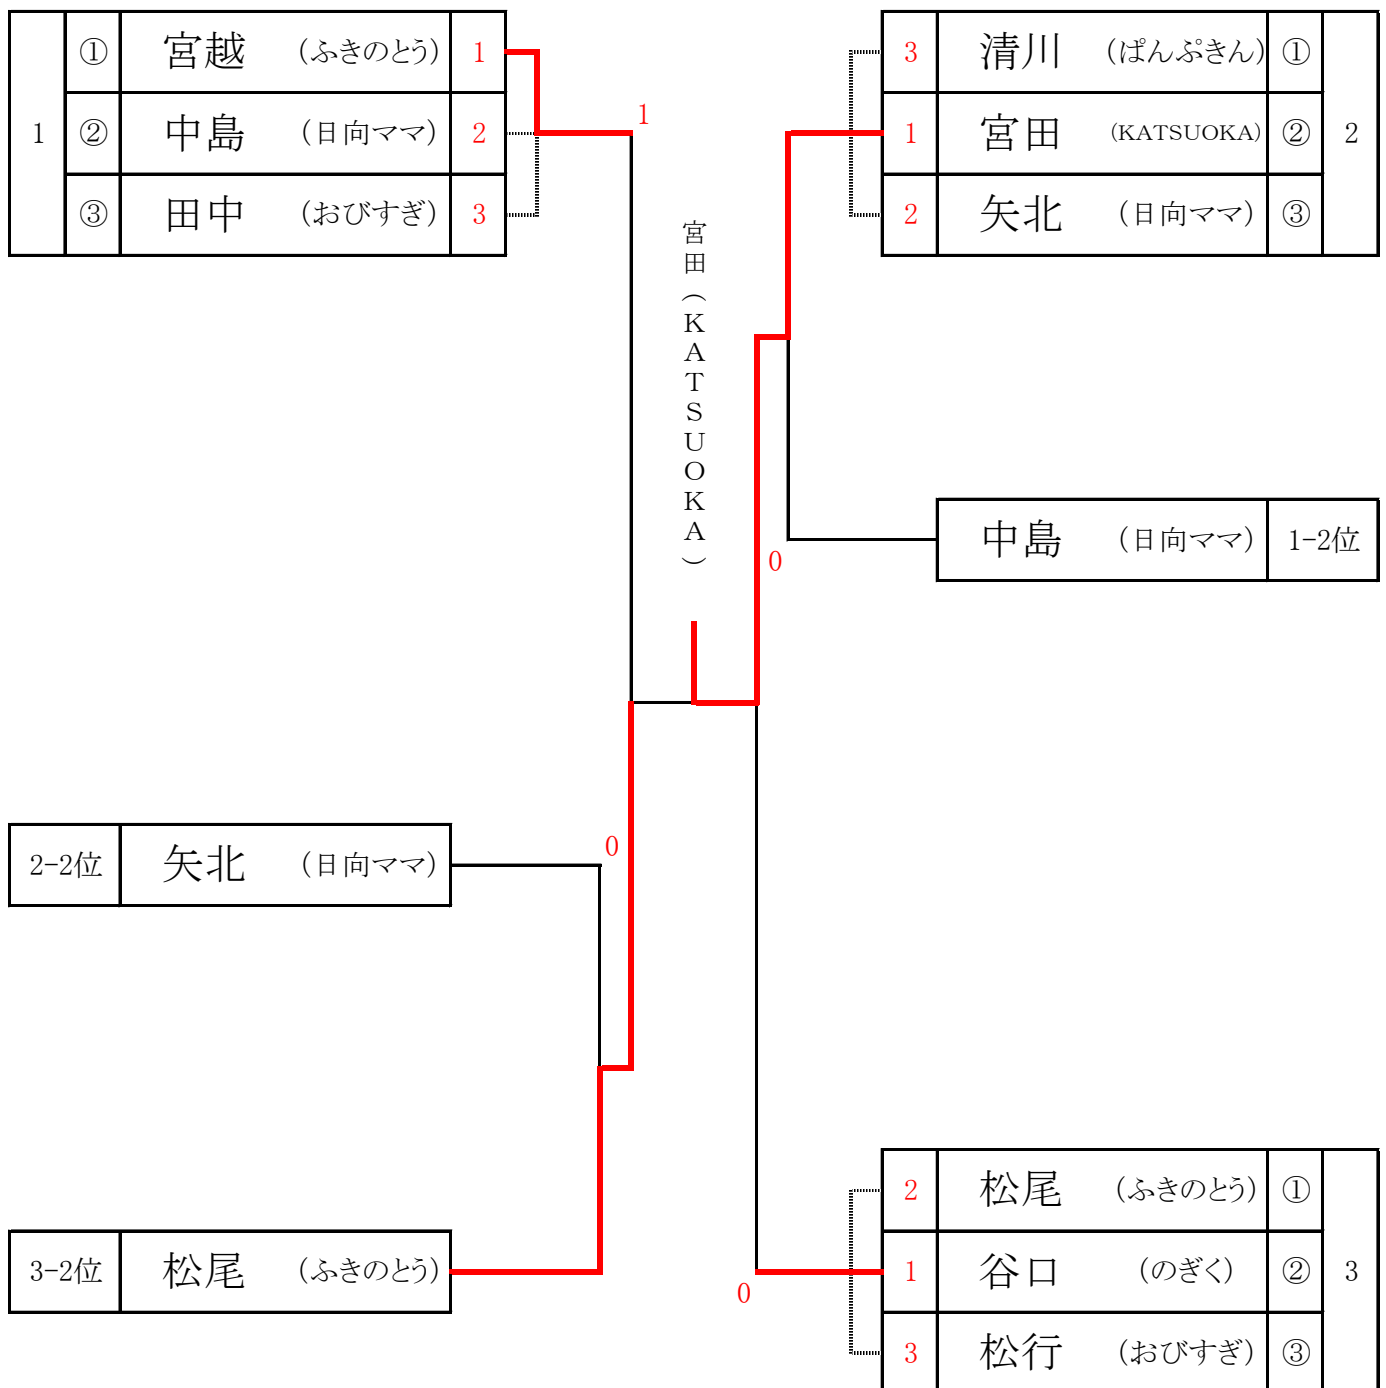 1
① 宮越 (ふきのとう) 1
② 中島 (日向ママ) 2
③ 田中 (おびすぎ) 3
1
3 清川 (ぱんぷきん) ①
1 宮田 (KATSUOKA) ②
2 矢北 (日向ママ) ③
2
宮田(KATSUOKA)
中島 (日向ママ) 1-2位
0
2-2位 矢北 (日向ママ)
0
3-2位 松尾 (ふきのとう)
0
2 松尾 (ふきのとう) ①
1 谷口 (のぎく) ②
3 松行 (おびすぎ) ③
3